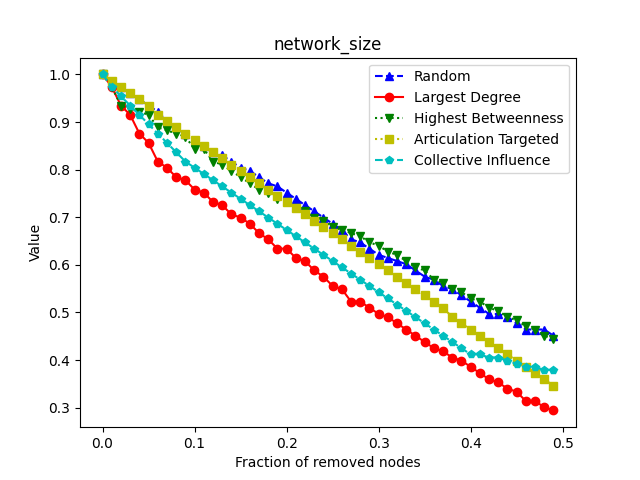 network_size
1.0
0.9
0.8
0.7
0.6
0.5
0.4
0.3
Value
Random
Largest Degree
Highest Betweenness
Articulation Targeted
Collective Influence
0.0
0.1
0.2
0.3
0.4
0.5
Fraction of removed nodes